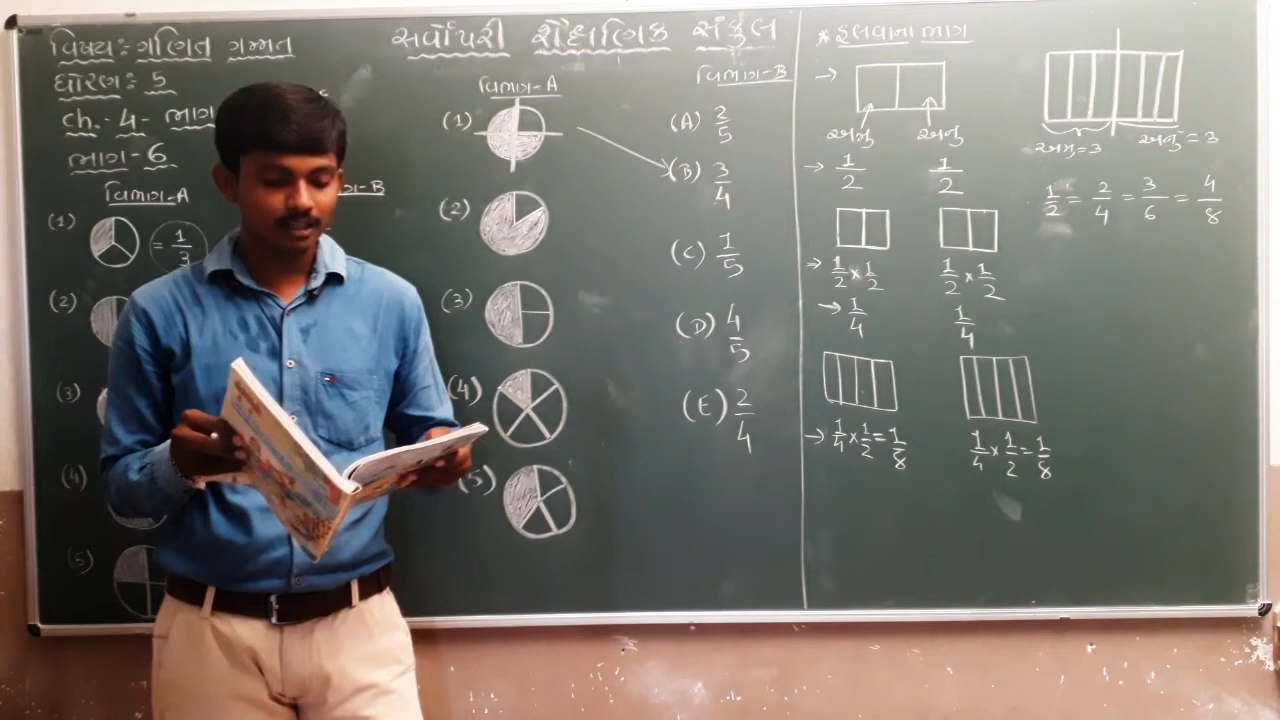 વિષય: ગણિત ગમ્મત
ધોરણ: 5
ch. 4- ભાગ
ભાગ-6
વિભાગ-A
(1) = 1/3
(2)
(3)
(4)
(5)
સર્વોપરી શૈક્ષણિક સંકુલ
વિભાગ-A વિભાગ-B
(1) (A) 2/5
(2) (B) 3/4
(3) (C) 1/5
(4) (D) 4/5
(5) (E) 2/4
* હલવાના ભાગ
→
અમુ અનુ
→ 1/2 1/2
→ 1/2 × 1/2 1/2 × 1/2
→ 1/4 1/4
→ 1/4 × 1/2 = 1/8 1/4 × 1/2 = 1/8
અમુ = 3 અનુ = 3
1/2 = 2/4 = 3/6 = 4/8